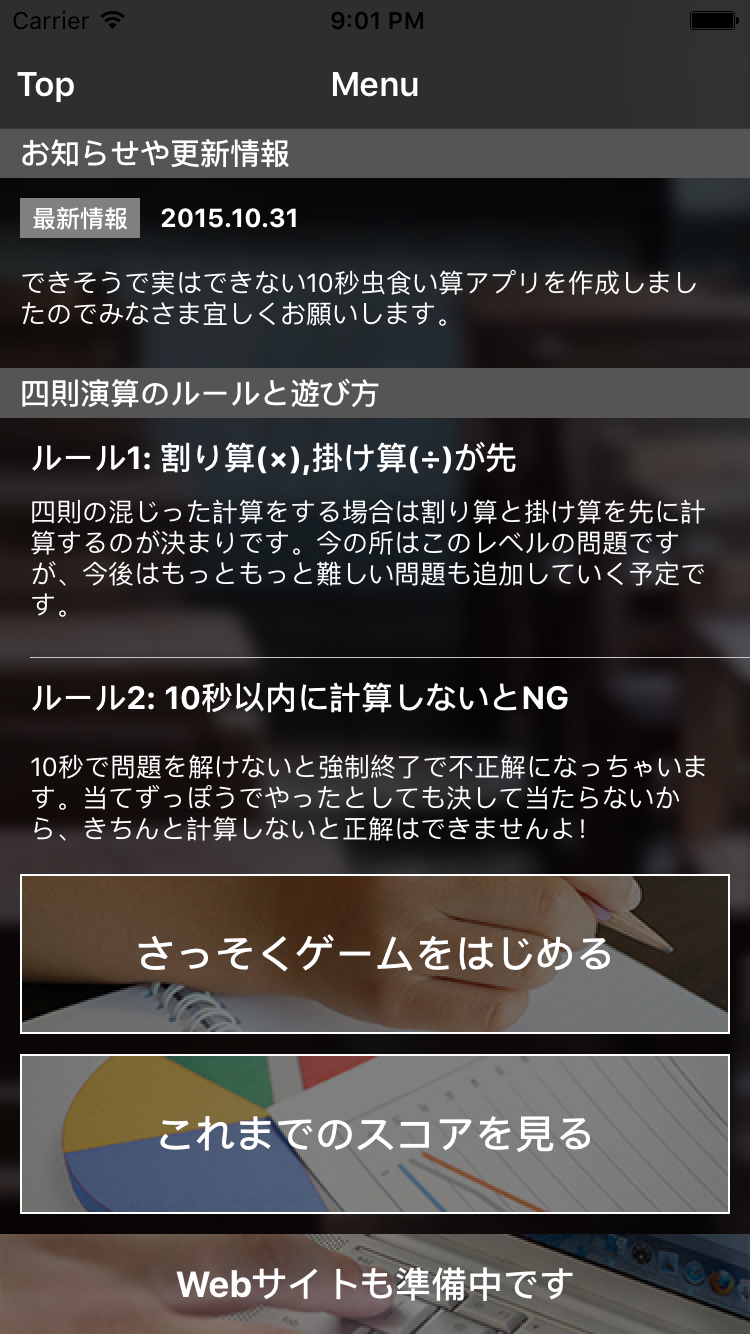 Carrier 9:01 PM
Top Menu
お知らせや更新情報
最新情報 2015.10.31
できそうで実はできない10秒虫食い算アプリを作成しまし
たのでみなさま宜しくお願いします。
四則演算のルールと遊び方
ルール1: 割り算(×),掛け算(÷)が先
四則の混じった計算をする場合は割り算と掛け算を先に計
算するのが決まりです。今の所はこのレベルの問題です
が、今後はもっともっと難しい問題も追加していく予定で
す。
ルール2: 10秒以内に計算しないとNG
10秒で問題を解けないと強制終了で不正解になっちゃいま
す。当てずっぽうでやったとしても決して当たらないか
ら、きちんと計算しないと正解はできませんよ！
さっそくゲームをはじめる
これまでのスコアを見る
Webサイトも準備中です